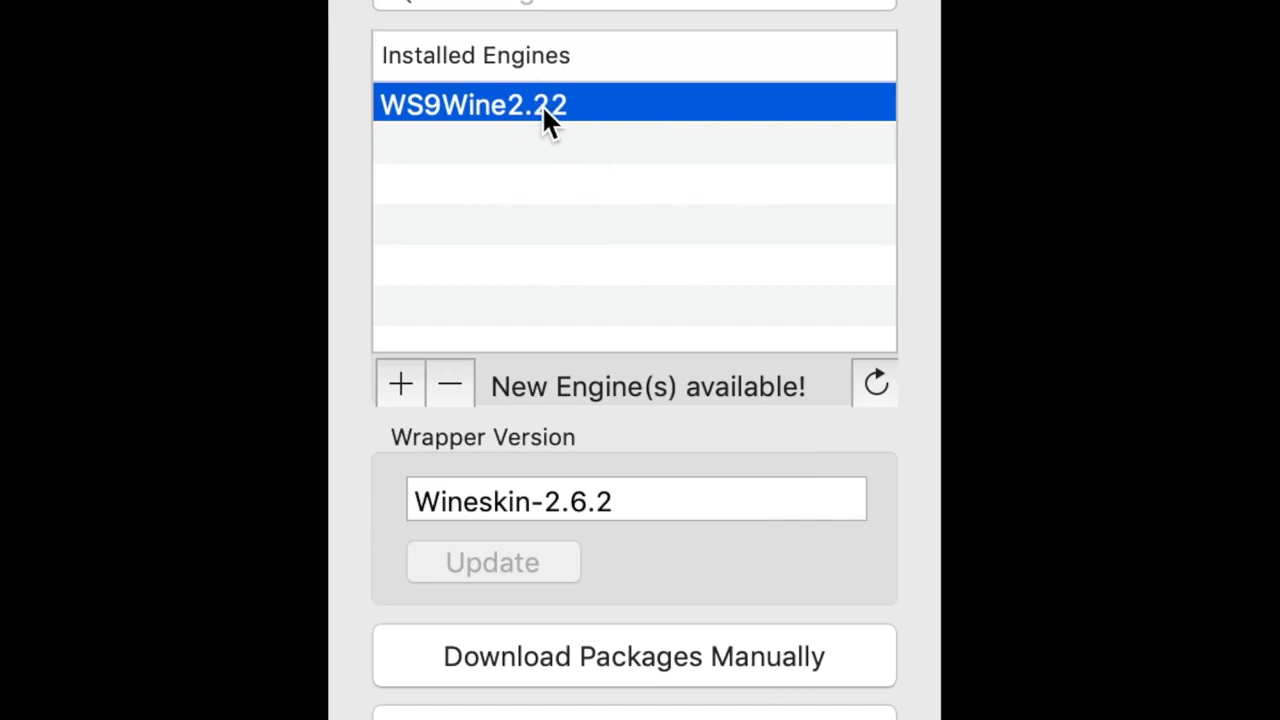 Installed Engines
WS9Wine2.22
New Engine(s) available!
Wrapper Version
Wineskin-2.6.2
Update
Download Packages Manually